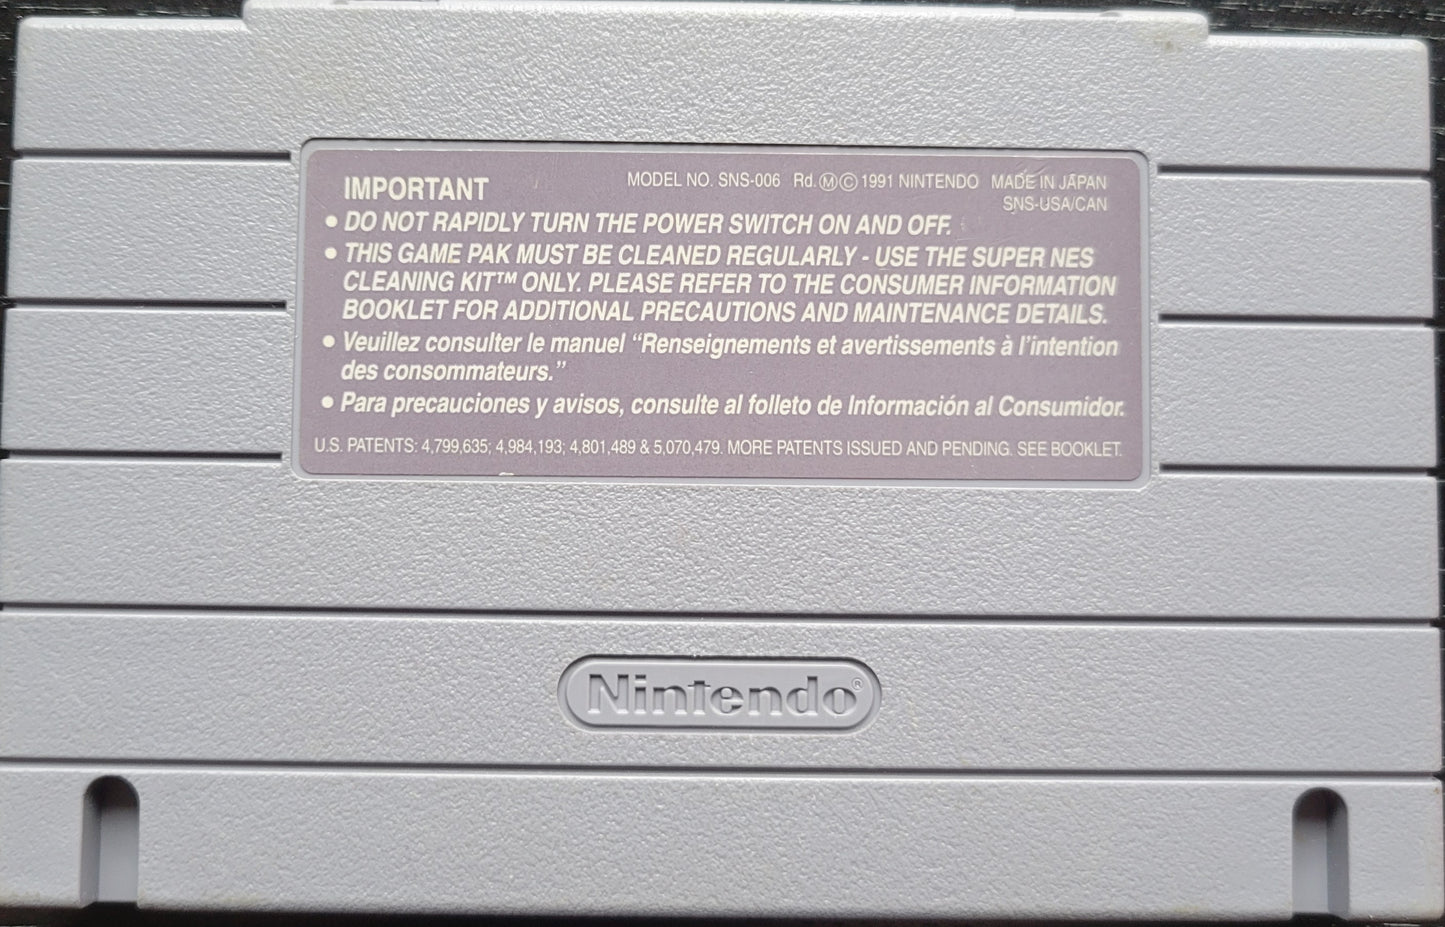 IMPORTANT
MODEL NO. SNS-006 Rd. Ⓜ © 1991 NINTENDO MADE IN JAPAN
SNS-USA/CAN
• DO NOT RAPIDLY TURN THE POWER SWITCH ON AND OFF.
• THIS GAME PAK MUST BE CLEANED REGULARLY - USE THE SUPER NES
CLEANING KIT™ ONLY. PLEASE REFER TO THE CONSUMER INFORMATION
BOOKLET FOR ADDITIONAL PRECAUTIONS AND MAINTENANCE DETAILS.
• Veuillez consulter le manuel “Renseignements et avertissements à l’intention
des consommateurs.”
• Para precauciones y avisos, consulte al folleto de Información al Consumidor.
U.S. PATENTS: 4,799,635; 4,984,193; 4,801,489 & 5,070,479. MORE PATENTS ISSUED AND PENDING. SEE BOOKLET.
Nintendo®